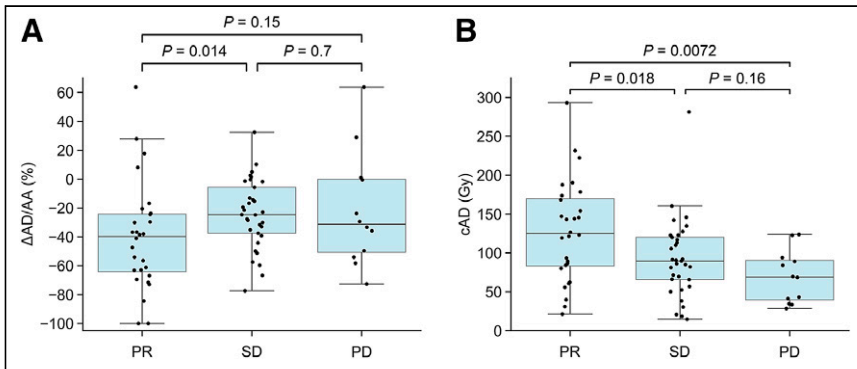 A
P = 0.15
P = 0.014
P = 0.7
ΔAD/AA (%)
60
40
20
0
−20
−40
−60
−80
−100
PR
SD
PD
B
P = 0.0072
P = 0.018
P = 0.16
cAD (Gy)
300
250
200
150
100
50
0
PR
SD
PD